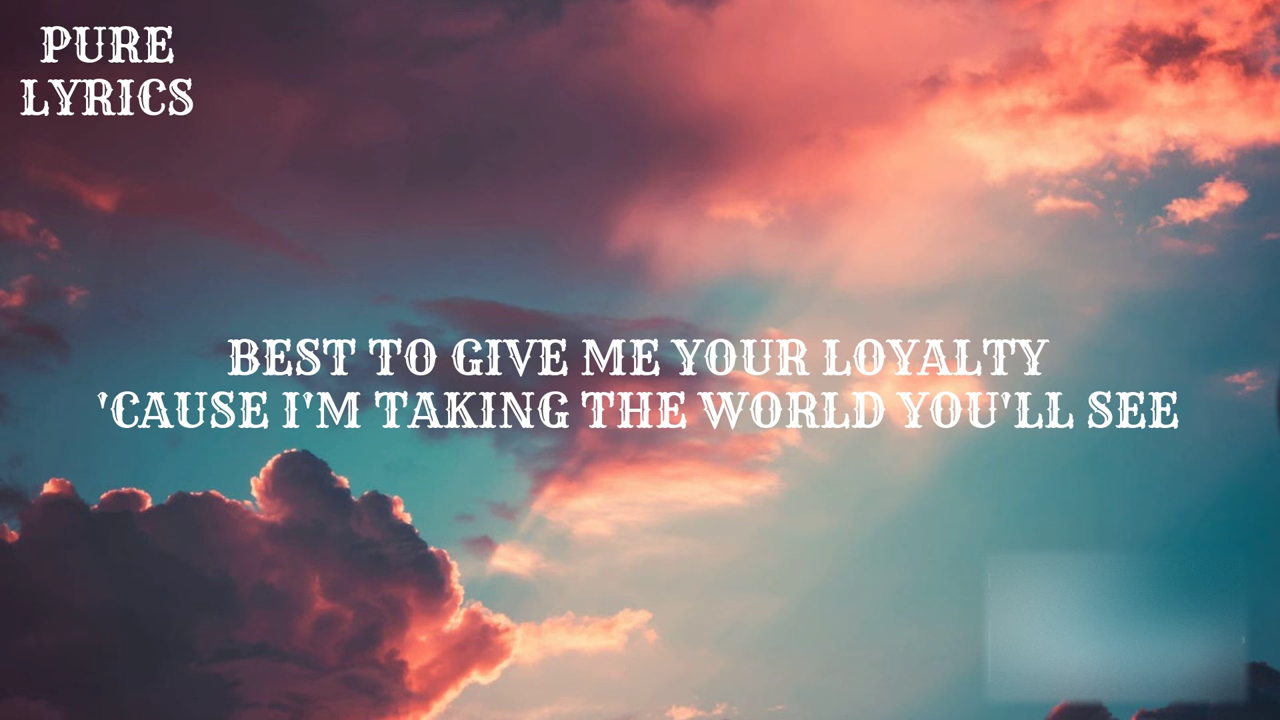 PURE
LYRICS
BEST TO GIVE ME YOUR LOYALTY
'CAUSE I'M TAKING THE WORLD YOU'LL SEE